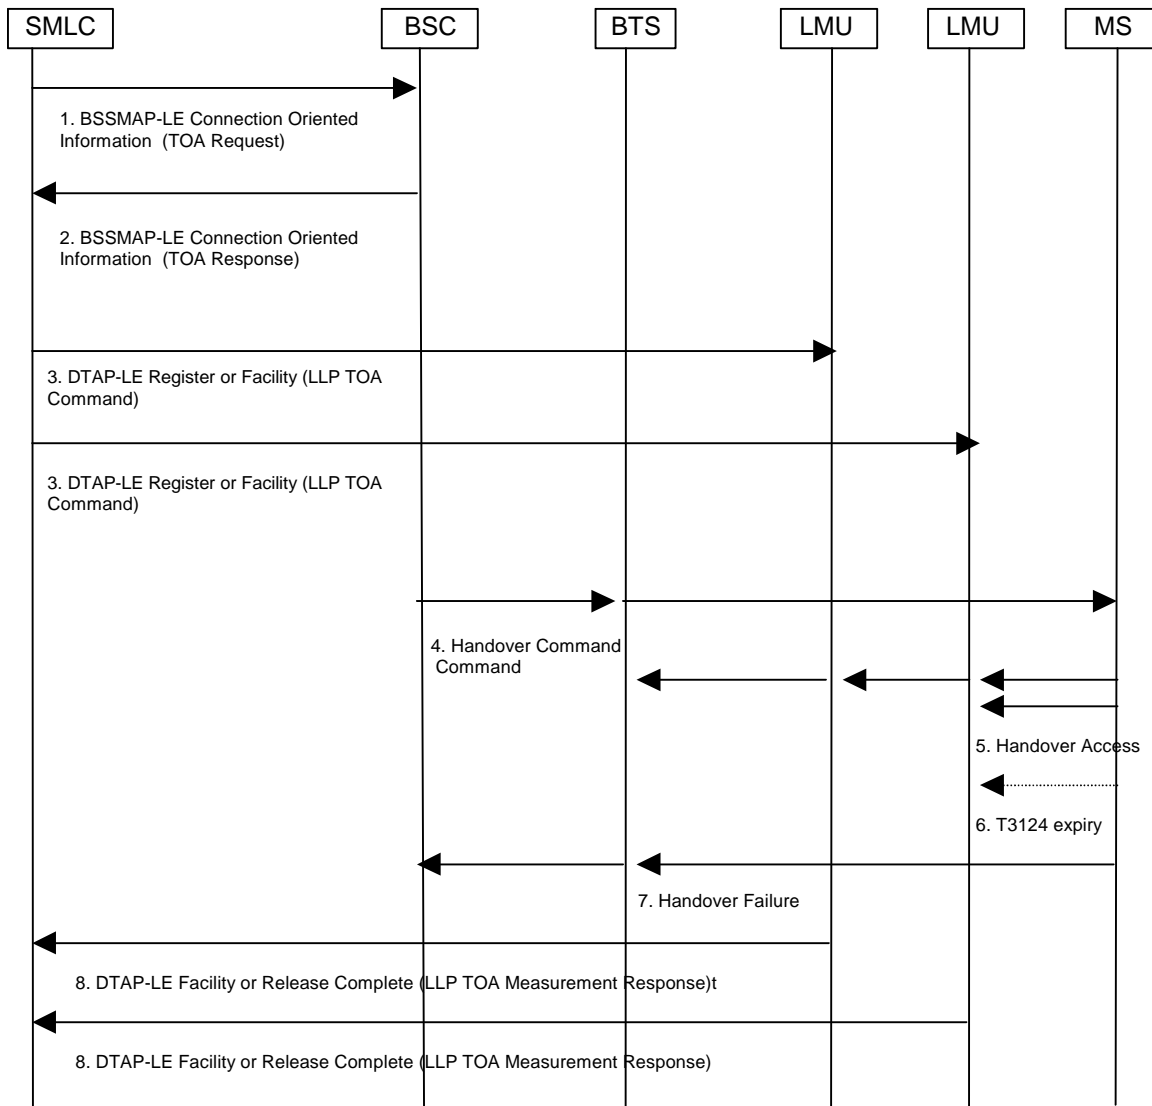 SMLC BSC BTS LMU LMU MS
1. BSSMAP-LE Connection Oriented
Information (TOA Request)
2. BSSMAP-LE Connection Oriented
Information (TOA Response)
3. DTAP-LE Register or Facility (LLP TOA
Command)
3. DTAP-LE Register or Facility (LLP TOA
Command)
4. Handover Command
Command
5. Handover Access
6. T3124 expiry
7. Handover Failure
8. DTAP-LE Facility or Release Complete (LLP TOA Measurement Response)t
8. DTAP-LE Facility or Release Complete (LLP TOA Measurement Response)